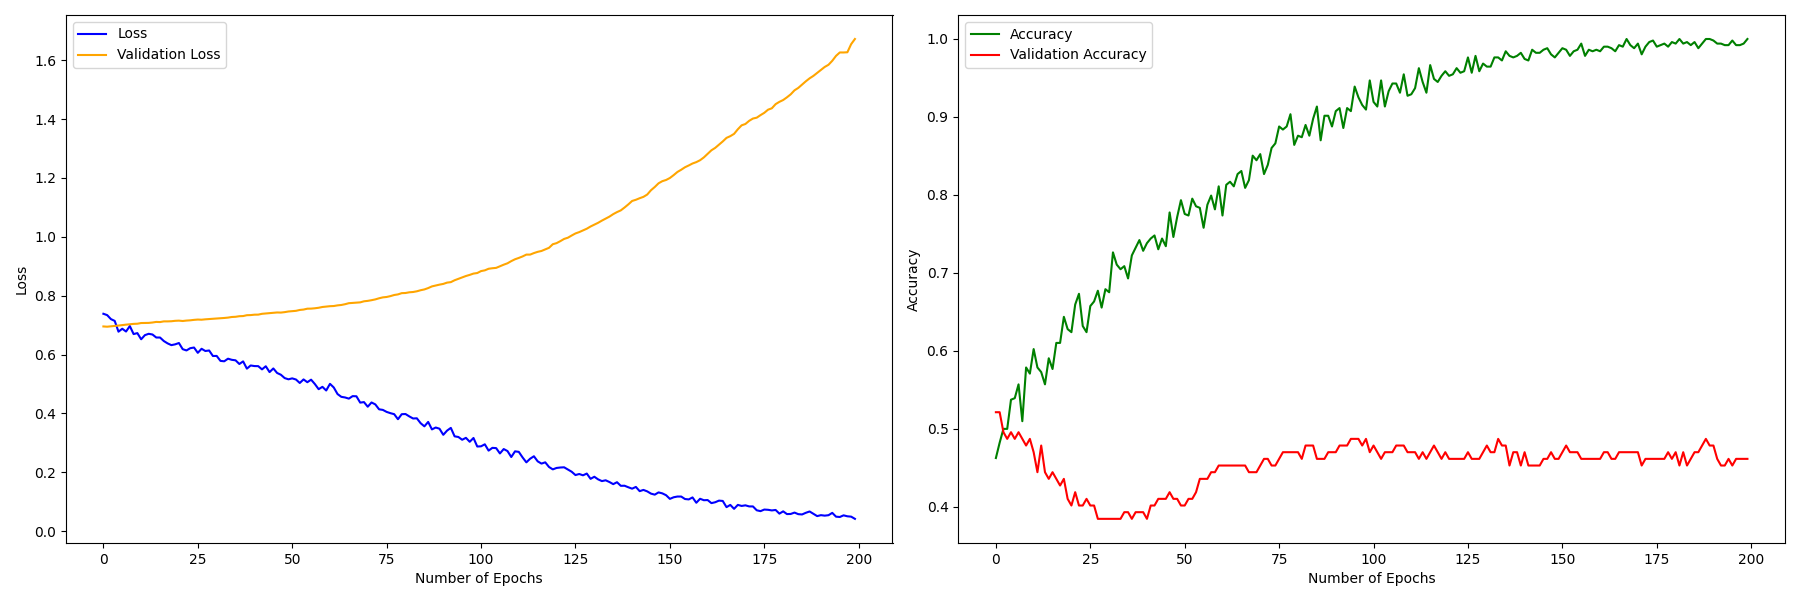 Loss
Validation Loss
1.6
1.4
1.2
1.0
0.8
0.6
0.4
0.2
0.0
Loss
0 25 50 75 100 125 150 175 200
Number of Epochs
Accuracy
Validation Accuracy
1.0
0.9
0.8
0.7
0.6
0.5
0.4
Accuracy
0 25 50 75 100 125 150 175 200
Number of Epochs